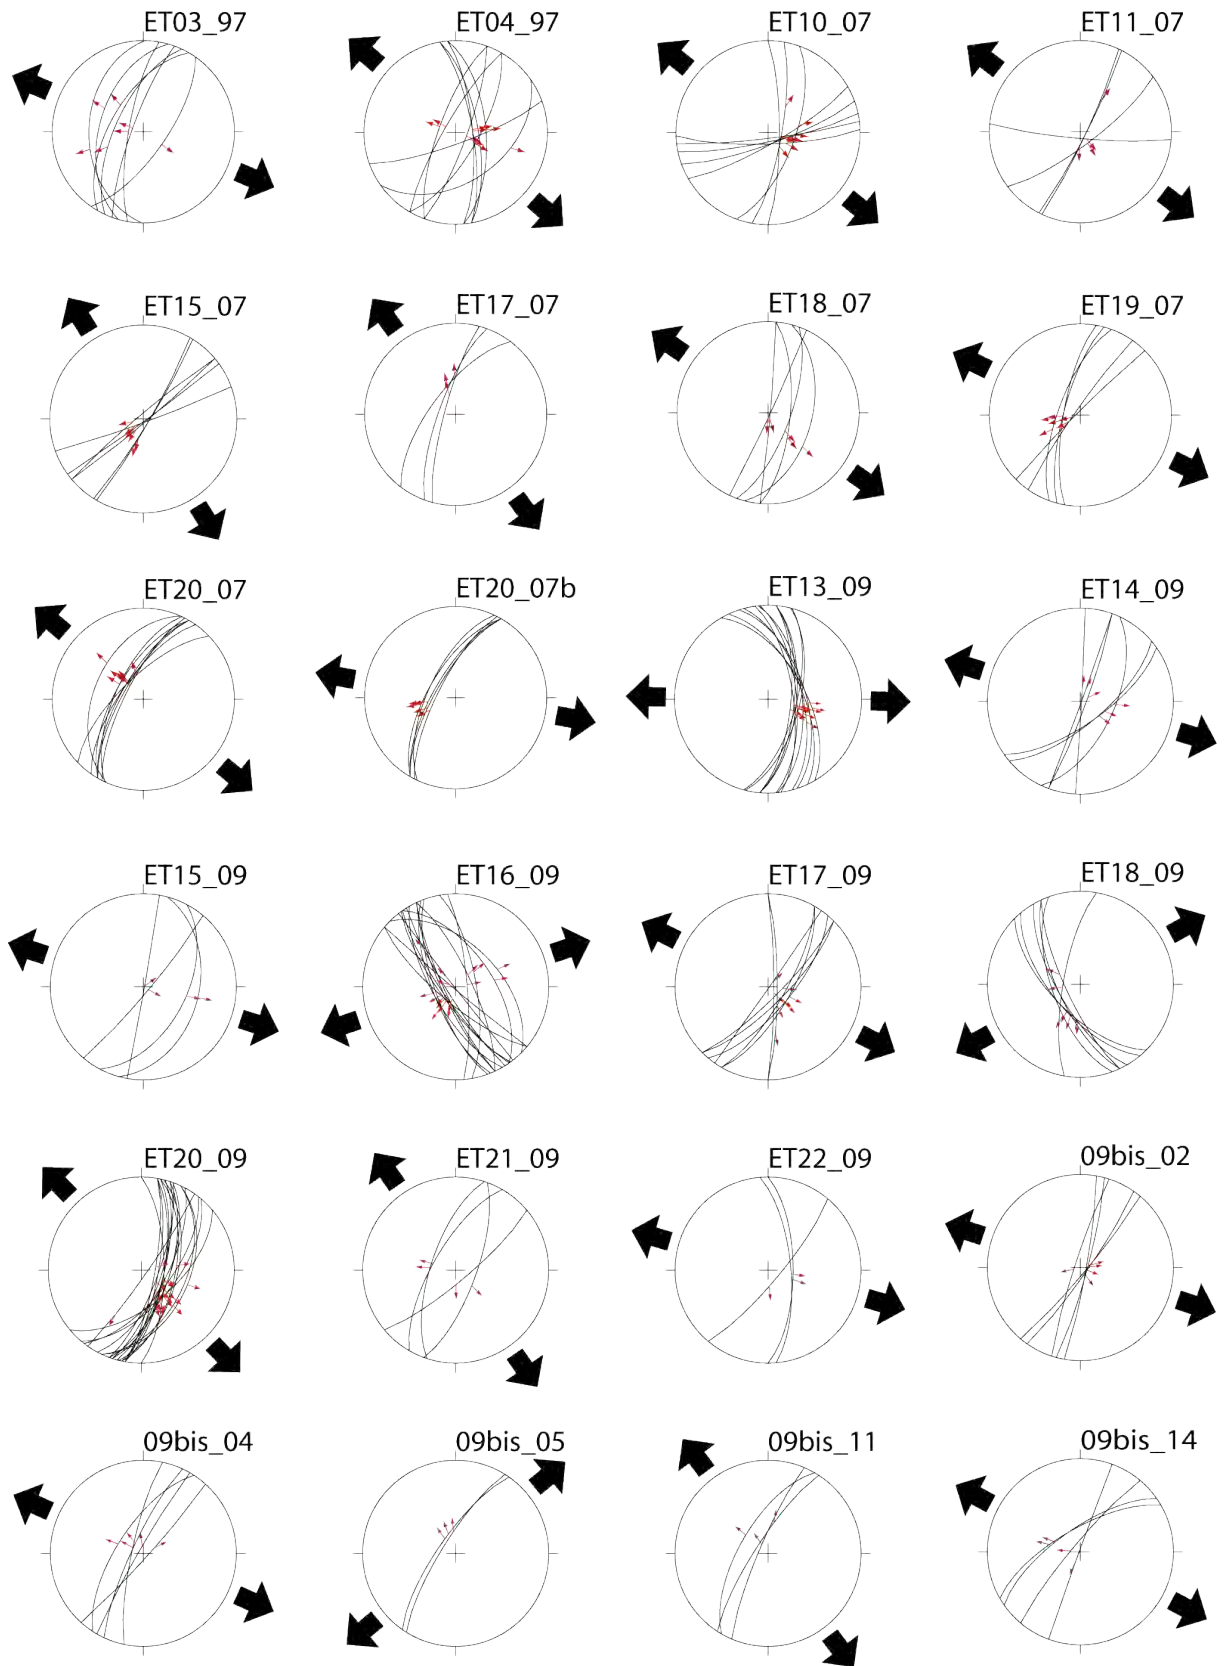 ET03_97 ET04_97 ET10_07 ET11_07
ET15_07 ET17_07 ET18_07 ET19_07
ET20_07 ET20_07b ET13_09 ET14_09
ET15_09 ET16_09 ET17_09 ET18_09
ET20_09 ET21_09 ET22_09 09bis_02
09bis_04 09bis_05 09bis_11 09bis_14